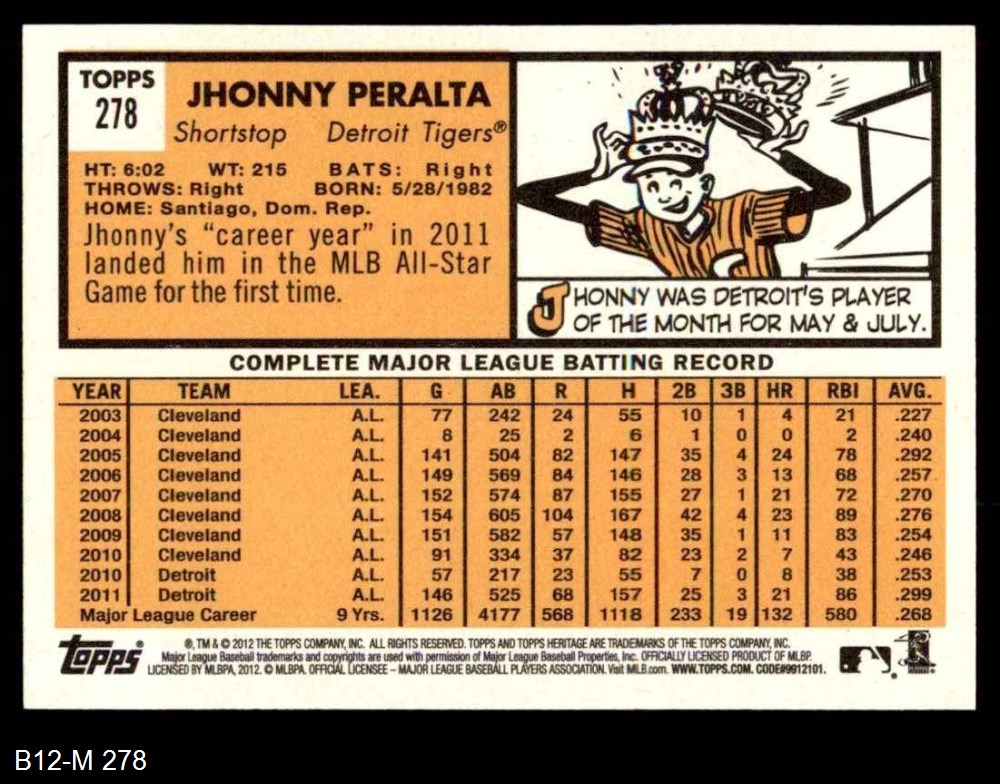 TOPPS
278
JHONNY PERALTA
Shortstop Detroit Tigers®
HT: 6:02 WT: 215 BATS: Right
THROWS: Right BORN: 5/28/1982
HOME: Santiago, Dom. Rep.
Jhonny's “career year” in 2011
landed him in the MLB All-Star
Game for the first time.
JHONNY WAS DETROIT'S PLAYER
OF THE MONTH FOR MAY & JULY.
COMPLETE MAJOR LEAGUE BATTING RECORD
YEAR TEAM LEA. G AB R H 2B 3B HR RBI AVG.
2003 Cleveland A.L. 77 242 24 55 10 1 4 21 .227
2004 Cleveland A.L. 8 25 2 6 1 0 0 2 .240
2005 Cleveland A.L. 141 504 82 147 35 4 24 78 .292
2006 Cleveland A.L. 149 569 84 146 28 3 13 68 .257
2007 Cleveland A.L. 152 574 87 155 27 1 21 72 .270
2008 Cleveland A.L. 154 605 104 167 42 4 23 89 .276
2009 Cleveland A.L. 151 582 57 148 35 1 11 83 .254
2010 Cleveland A.L. 91 334 37 82 23 2 7 43 .246
2010 Detroit A.L. 57 217 23 55 7 0 8 38 .253
2011 Detroit A.L. 146 525 68 157 25 3 21 86 .299
Major League Career 9 Yrs. 1126 4177 568 1118 233 19 132 580 .268
Topps
®, TM & © 2012 THE TOPPS COMPANY, INC. ALL RIGHTS RESERVED. TOPPS AND TOPPS HERITAGE ARE TRADEMARKS OF THE TOPPS COMPANY, INC.
Major League Baseball trademarks and copyrights are used with permission of Major League Baseball Properties, Inc. OFFICIALLY LICENSED PRODUCT OF MLBP.
LICENSED BY MLBPA, 2012. © MLBPA. OFFICIAL LICENSEE – MAJOR LEAGUE BASEBALL PLAYERS ASSOCIATION. Visit MLB.com. WWW.TOPPS.COM. CODE#9912101.
B12-M 278